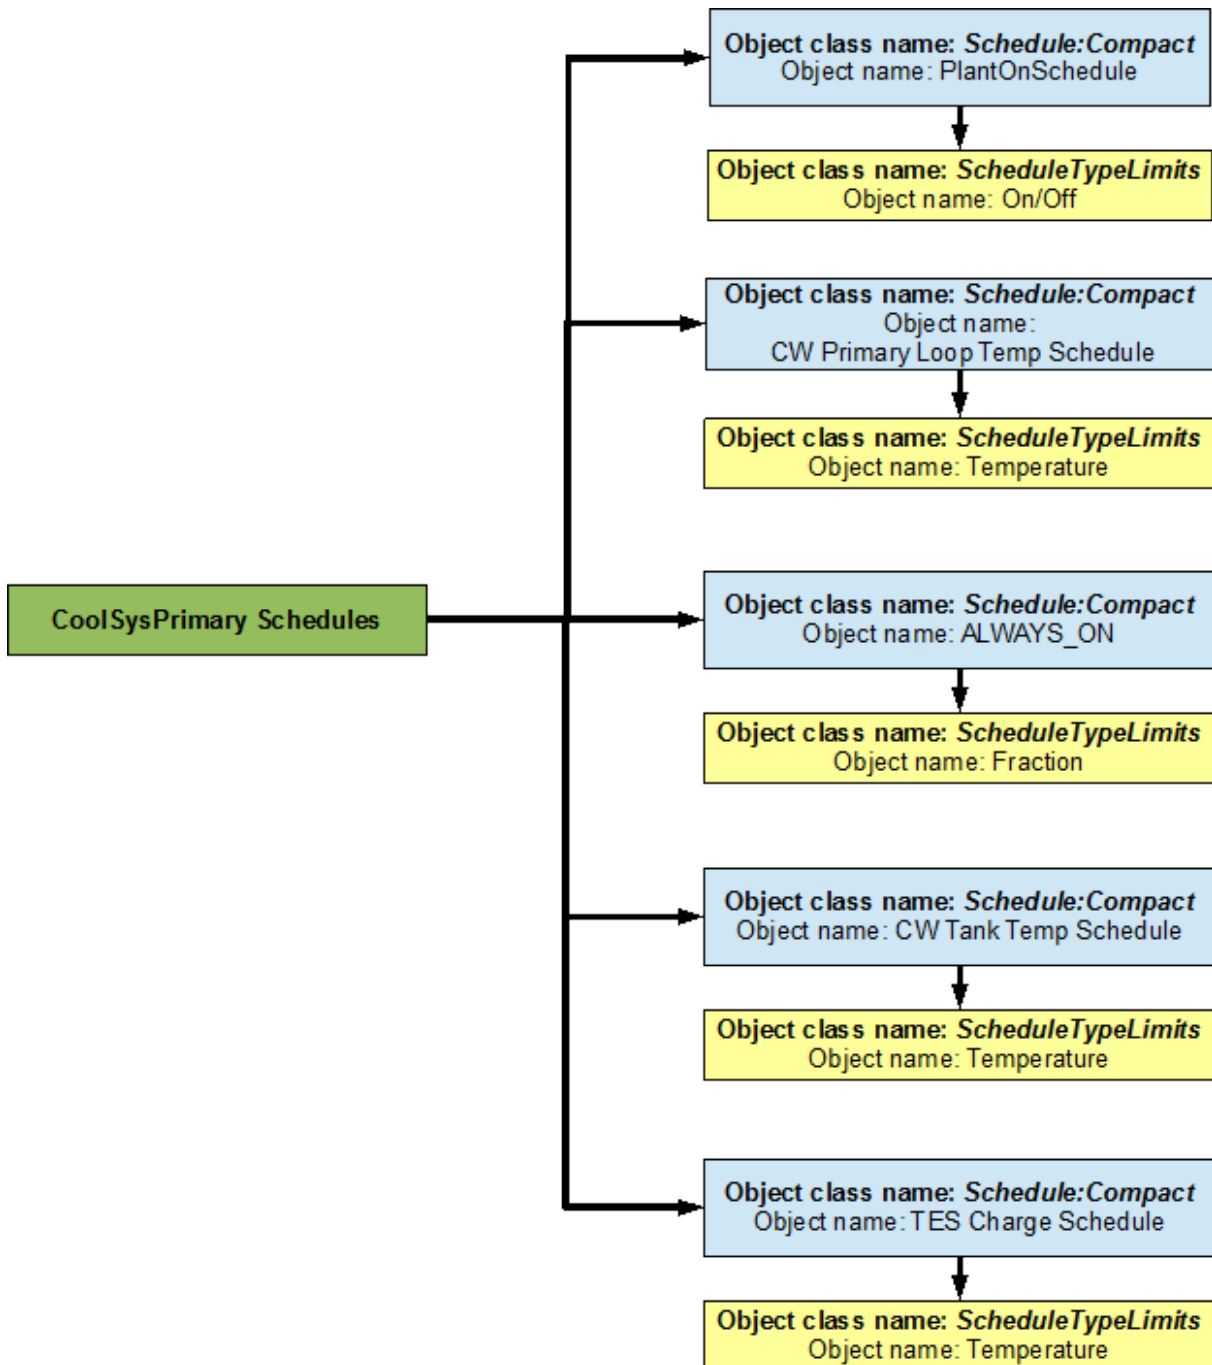 Object class name: Schedule:Compact
Object name: PlantOnSchedule
Object class name: ScheduleTypeLimits
Object name: On/Off
Object class name: Schedule:Compact
Object name:
CW Primary Loop Temp Schedule
Object class name: ScheduleTypeLimits
Object name: Temperature
CoolSysPrimary Schedules
Object class name: Schedule:Compact
Object name: ALWAYS_ON
Object class name: ScheduleTypeLimits
Object name: Fraction
Object class name: Schedule:Compact
Object name: CW Tank Temp Schedule
Object class name: ScheduleTypeLimits
Object name: Temperature
Object class name: Schedule:Compact
Object name: TES Charge Schedule
Object class name: ScheduleTypeLimits
Object name: Temperature